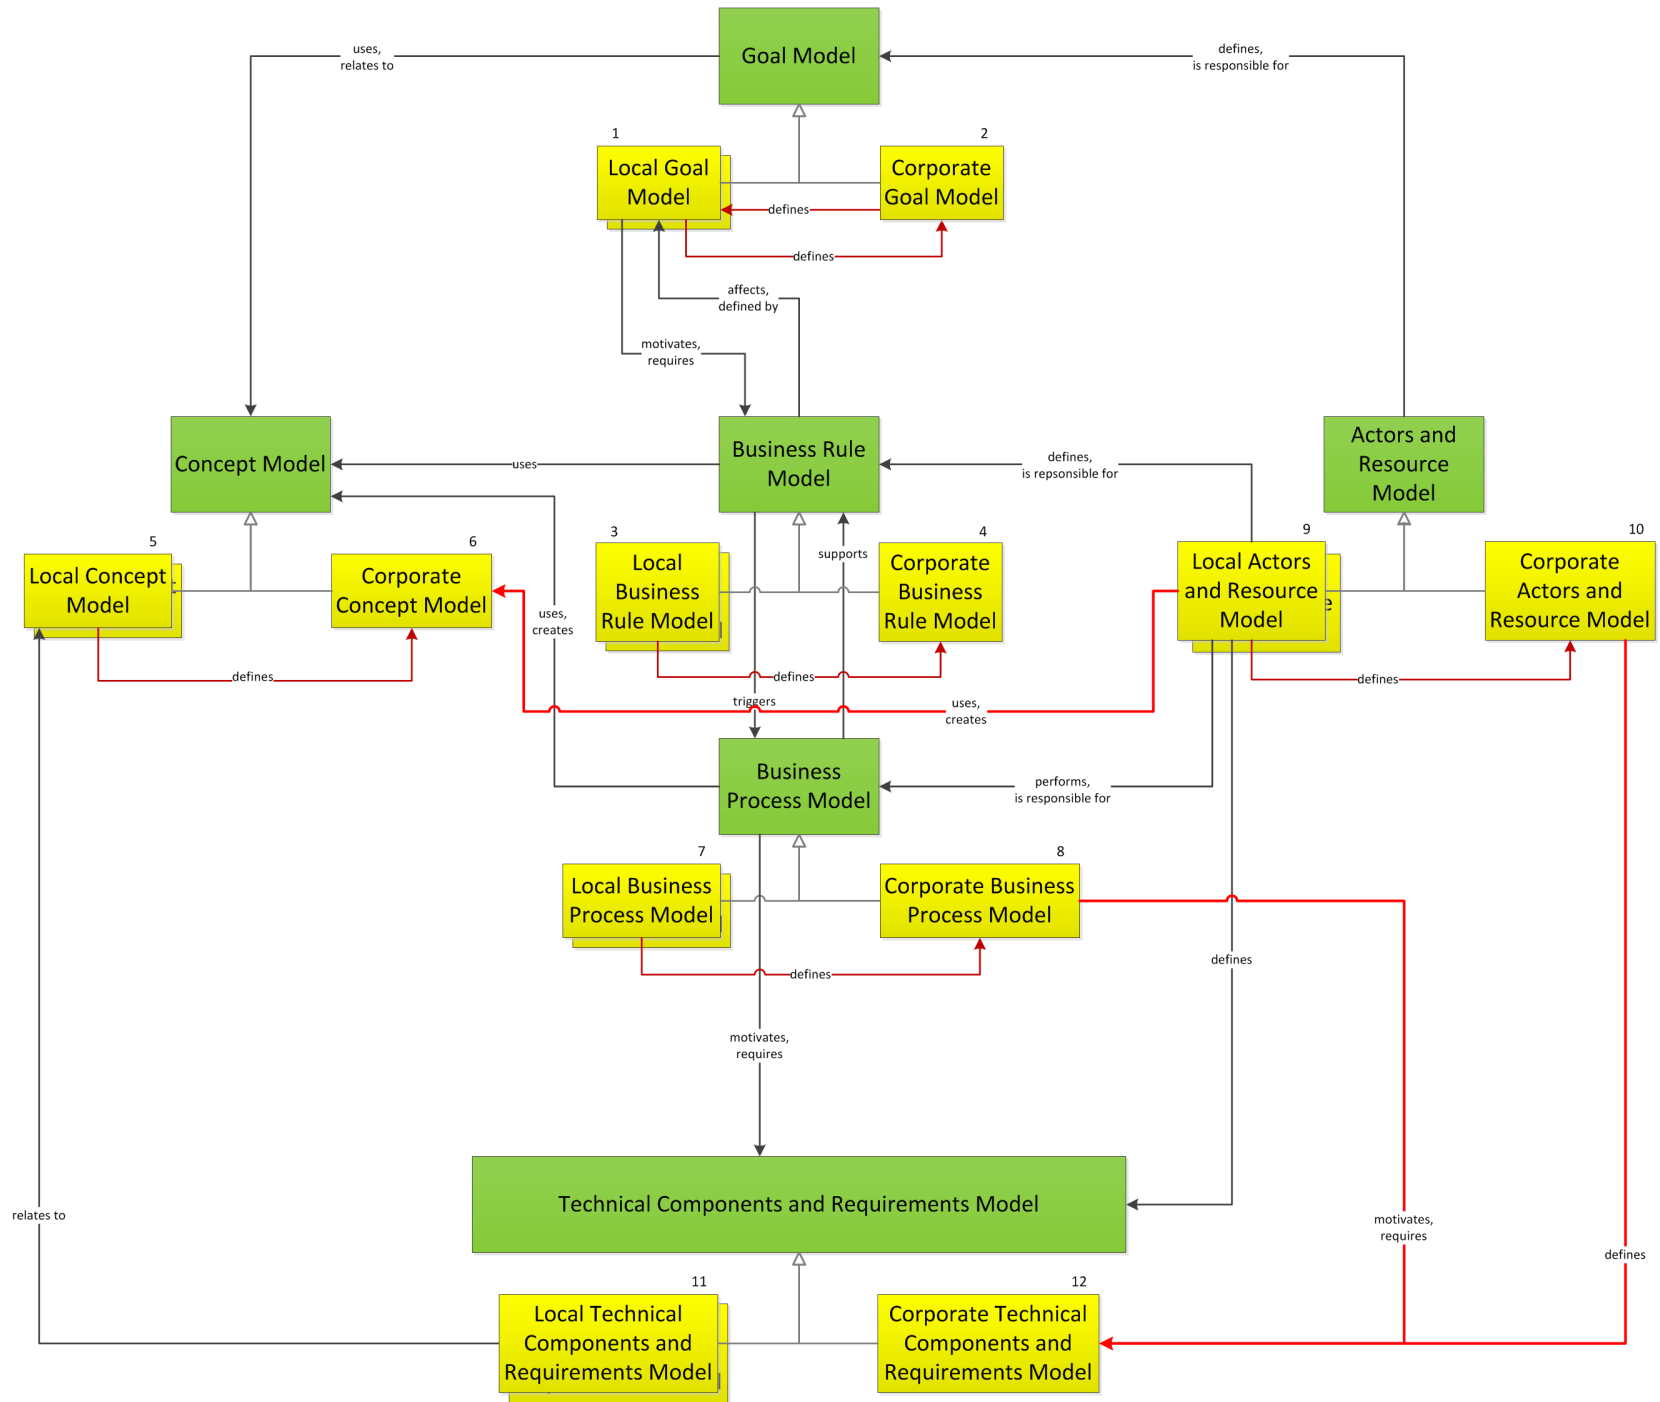 Goal Model
uses,
relates to
defines,
is responsible for
1
Local Goal
Model
2
Corporate
Goal Model
defines
defines
affects,
defined by
motivates,
requires
Concept Model
uses
Business Rule
Model
defines,
is repsonsible for
Actors and
Resource
Model
5
Local Concept
Model
6
Corporate
Concept Model
defines
uses,
creates
3
Local
Business
Rule Model
4
Corporate
Business
Rule Model
supports
defines
triggers
9
Local Actors
and Resource
Model
e
10
Corporate
Actors and
Resource Model
defines
uses,
creates
Business
Process Model
performs,
is responsible for
7
Local Business
Process Model
8
Corporate Business
Process Model
defines
defines
motivates,
requires
Technical Components and Requirements Model
relates to
motivates,
requires
defines
11
Local Technical
Components and
Requirements Model
12
Corporate Technical
Components and
Requirements Model